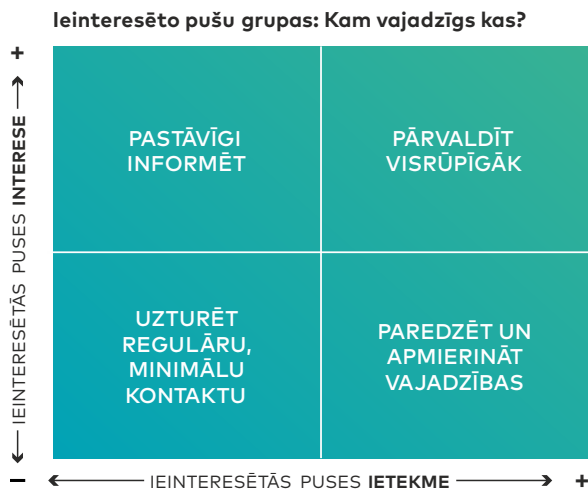 Ieinteresēto pušu grupas: Kam vajadzīgs kas?
+
IEINTERESĒTĀS PUSES INTERESE
PASTĀVĪGI
INFORMĒT
PĀRVALDĪT
VISRŪPĪGĀK
UZTURĒT
REGULĀRU,
MINIMĀLU
KONTAKTU
PAREDZĒT UN
APMIERINĀT
VAJADZĪBAS
–
IEINTERESĒTĀS PUSES IETEKME
+